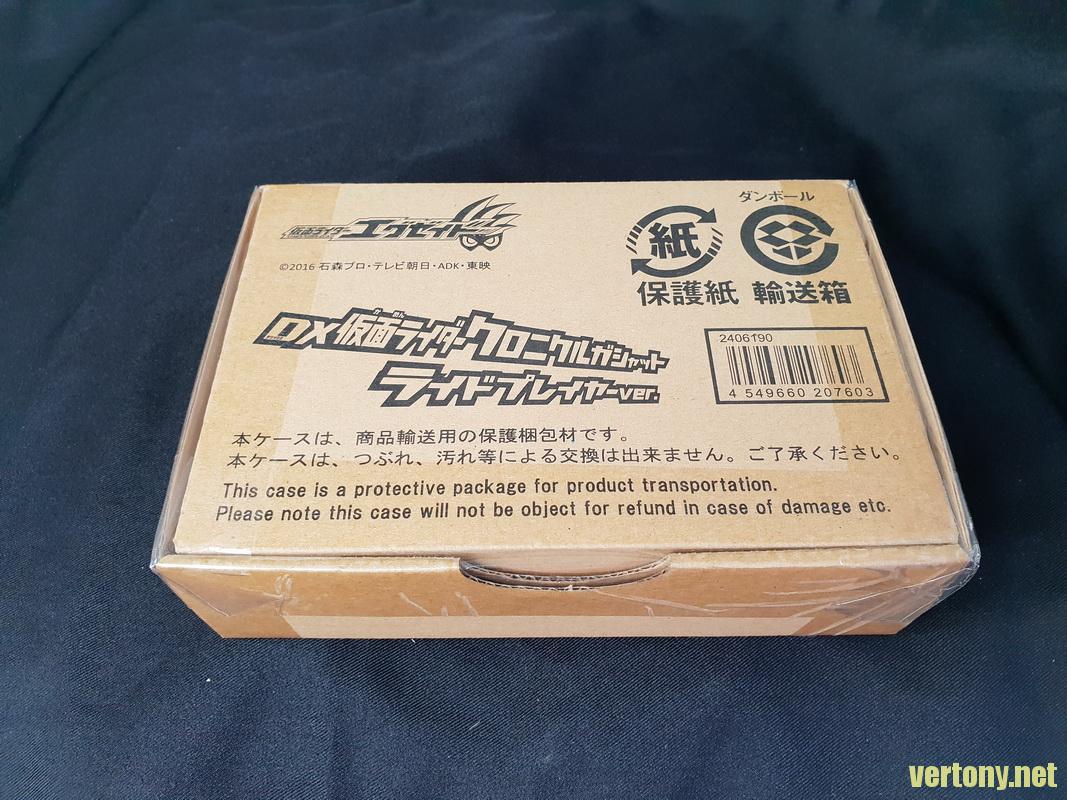 仮面ライダー エグゼイド
©2016 石森プロ・テレビ朝日・ADK・東映
ダンボール
紙
保護紙 輸送箱
DX仮面ライダークロニクルガシャット
ライドプレイヤーver.
2406190
4 549660 207603
本ケースは、商品輸送用の保護梱包材です。
本ケースは、つぶれ、汚れ等による交換は出来ません。ご了承ください。
This case is a protective package for product transportation.
Please note this case will not be object for refund in case of damage etc.
vertony.net